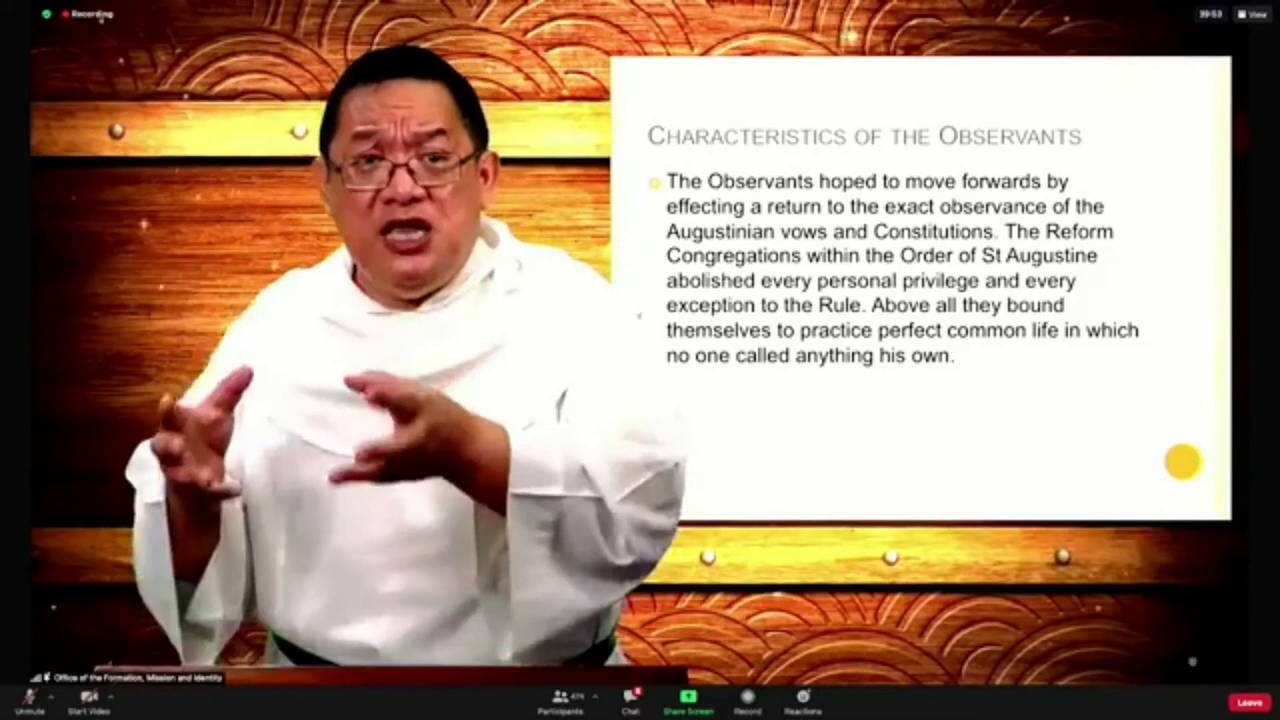 Recording
39:53
View
CHARACTERISTICS OF THE OBSERVANTS
The Observants hoped to move forwards by
effecting a return to the exact observance of the
Augustinian vows and Constitutions. The Reform
Congregations within the Order of St Augustine
abolished every personal privilege and every
exception to the Rule. Above all they bound
themselves to practice perfect common life in which
no one called anything his own.
Office of the Formation, Mission and Identity
Unmute
Start Video
Participants
Chat
Share Screen
Record
Reactions
Leave